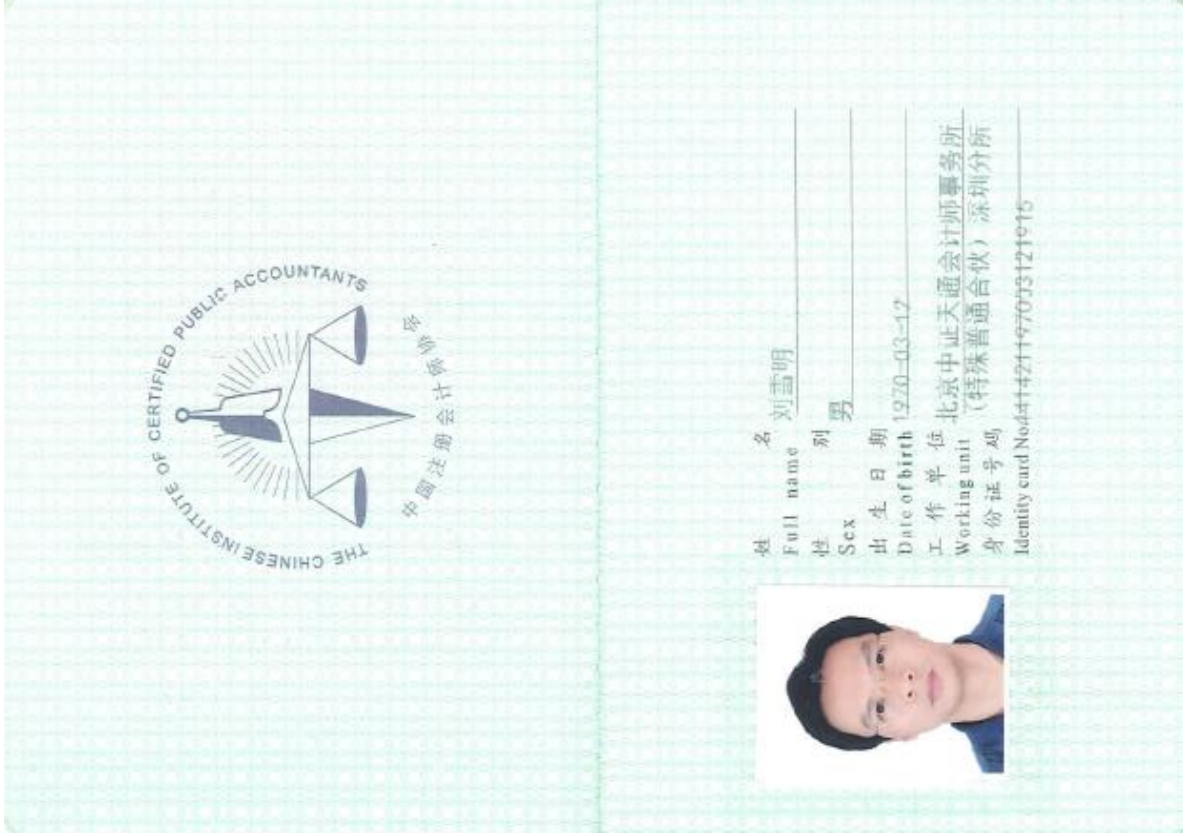 THE CHINESE INSTITUTE OF CERTIFIED PUBLIC ACCOUNTANTS
中国注册会计师协会
姓 名 刘雪明
Full name
性 别
Sex 男
出 生 日 期
Date of birth 1970-03-12
工 作 单 位 北京中证天通会计师事务所
Working unit (特殊普通合伙) 深圳分所
身 份 证 号 码
Identity card No.